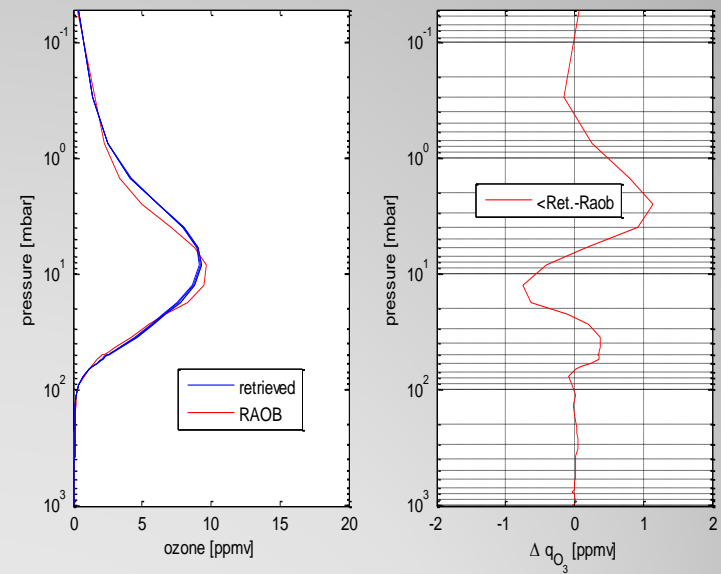 pressure [mbar]
10^-1
10^0
10^1
10^2
10^3
retrieved
RAOB
0 5 10 15 20
ozone [ppmv]
pressure [mbar]
10^-1
10^0
10^1
10^2
10^3
<Ret.-Raob
-2 -1 0 1 2
Δ q_O_3 [ppmv]